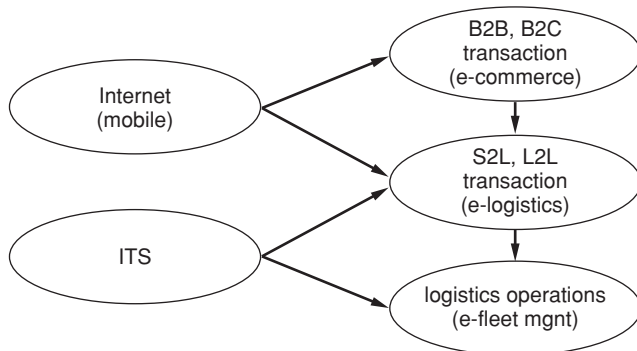 B2B, B2C
transaction
(e-commerce)
Internet
(mobile)
S2L, L2L
transaction
(e-logistics)
ITS
logistics operations
(e-fleet mgnt)